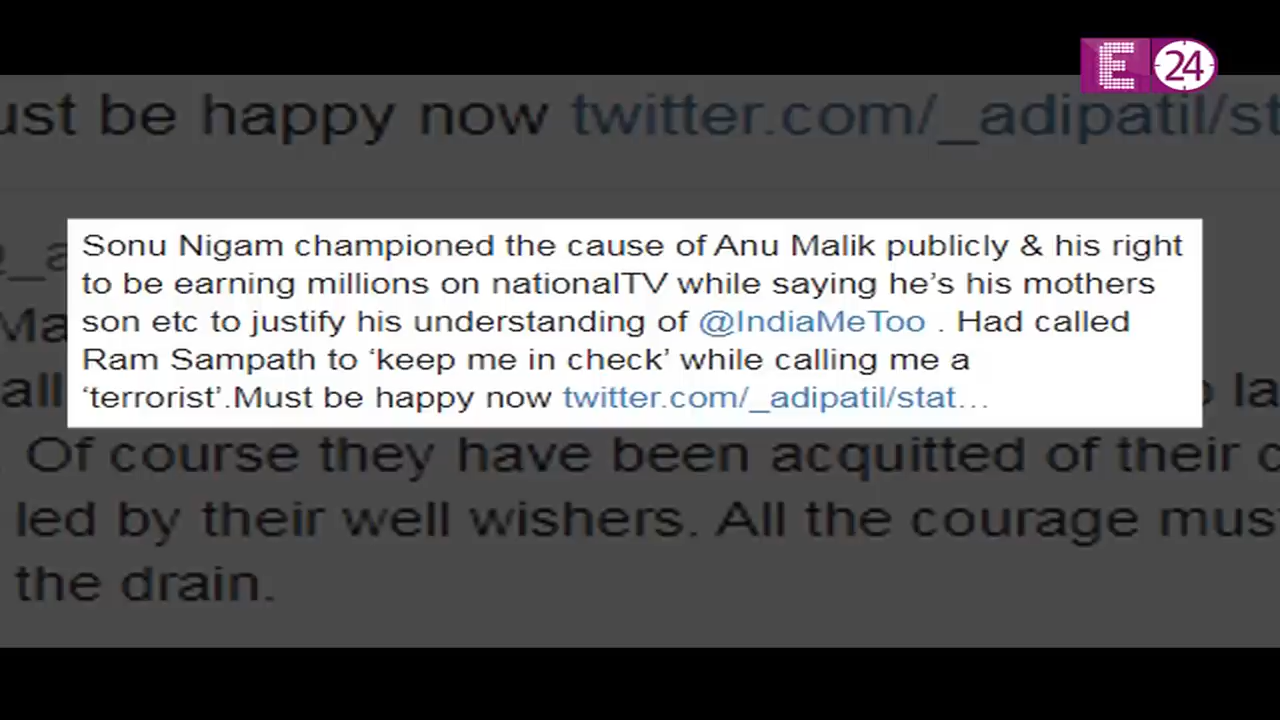 E 24
ust be happy now twitter.com/_adipatil/st
Sonu Nigam championed the cause of Anu Malik publicly & his right
to be earning millions on nationalTV while saying he’s his mothers
son etc to justify his understanding of @IndiaMeToo . Had called
Ram Sampath to ‘keep me in check’ while calling me a
‘terrorist’.Must be happy now twitter.com/_adipatil/stat…
. Of course they have been acquitted of their c
led by their well wishers. All the courage mus
the drain.